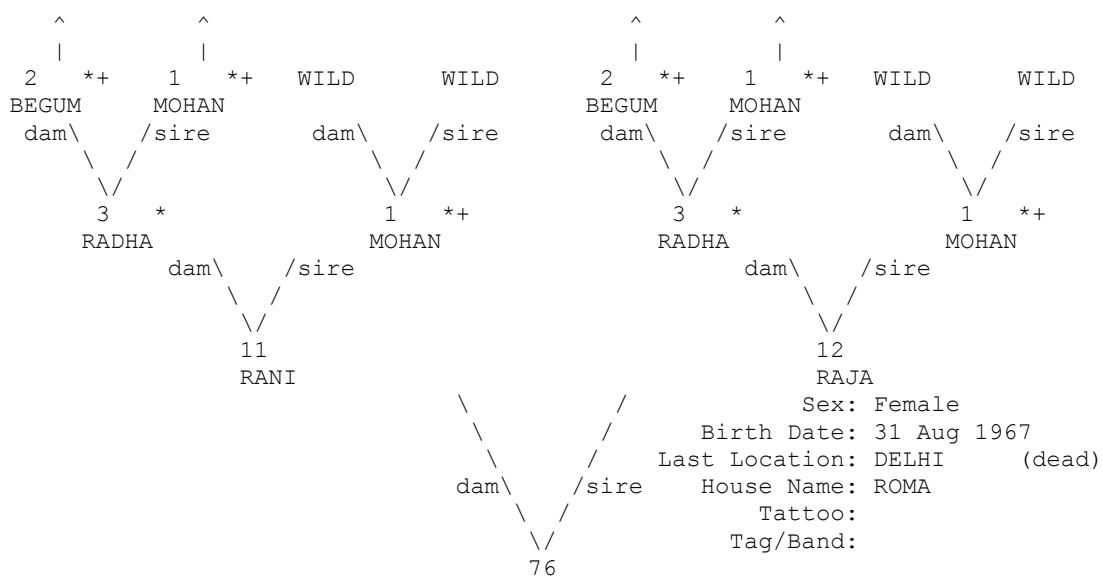 ^ ^ ^ ^
| | | |
2 *+ 1 *+ WILD WILD 2 *+ 1 *+ WILD WILD
BEGUM MOHAN BEGUM MOHAN
dam\ /sire dam\ /sire dam\ /sire dam\ /sire
\ / \ / \ / \ /
\/ \/ \/ \/
3 * 1 *+ 3 * 1 *+
RADHA MOHAN RADHA MOHAN
dam\ /sire dam\ /sire
\ / \ /
\/ \/
11 12
RANI RAJA
\ / Sex: Female
\ / Birth Date: 31 Aug 1967
\ / Last Location: DELHI (dead)
dam\ /sire House Name: ROMA
\ / Tattoo:
\/ Tag/Band:
76